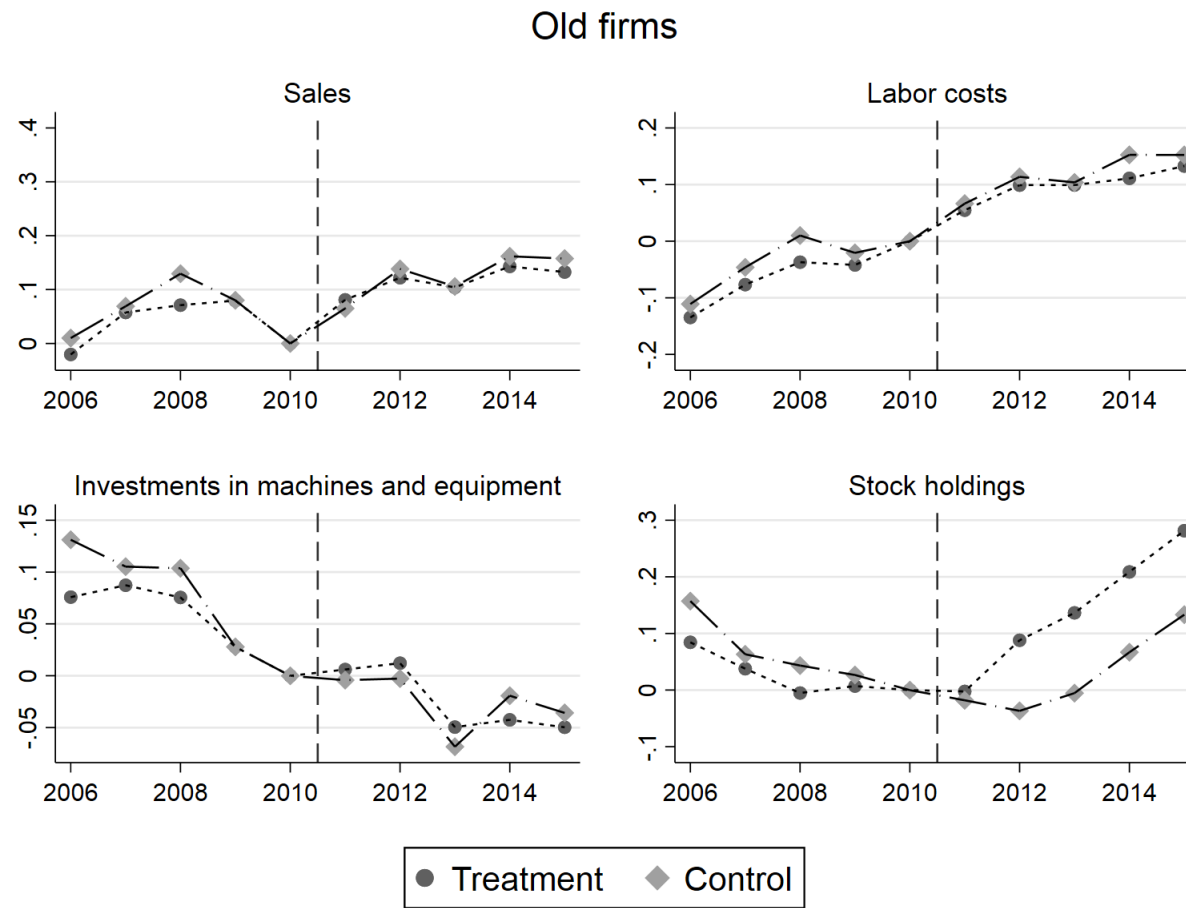 Old firms
Sales
.4
.3
.2
.1
0
2006 2008 2010 2012 2014
Labor costs
.2
.1
0
-.1
-.2
2006 2008 2010 2012 2014
Investments in machines and equipment
.15
.1
.05
0
-.05
2006 2008 2010 2012 2014
Stock holdings
.3
.2
.1
0
-.1
2006 2008 2010 2012 2014
Treatment Control